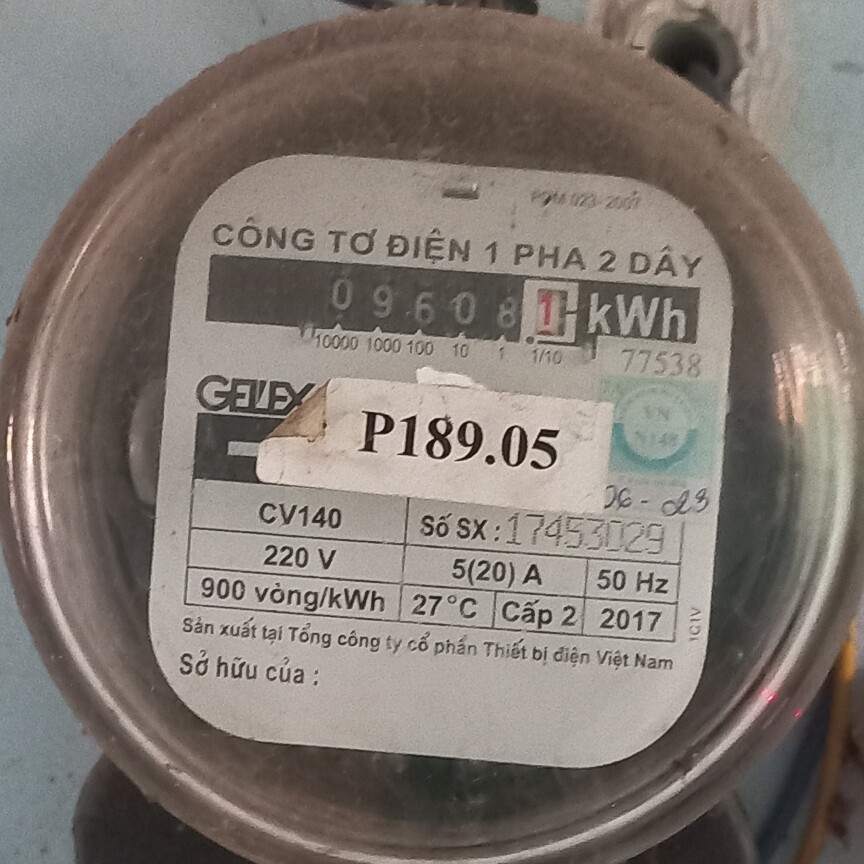 PQM 023-2007
CÔNG TƠ ĐIỆN 1 PHA 2 DÂY
0 9 6 0 8 1 kWh
10000 1000 100 10 1 1/10
77538
GELEX
VN
N148
P189.05
06 - 23
CV140 Số SX : 17453029
220 V 5(20) A 50 Hz
900 vòng/kWh 27°C Cấp 2 2017
Sản xuất tại Tổng công ty cổ phần Thiết bị điện Việt Nam
Sở hữu của :